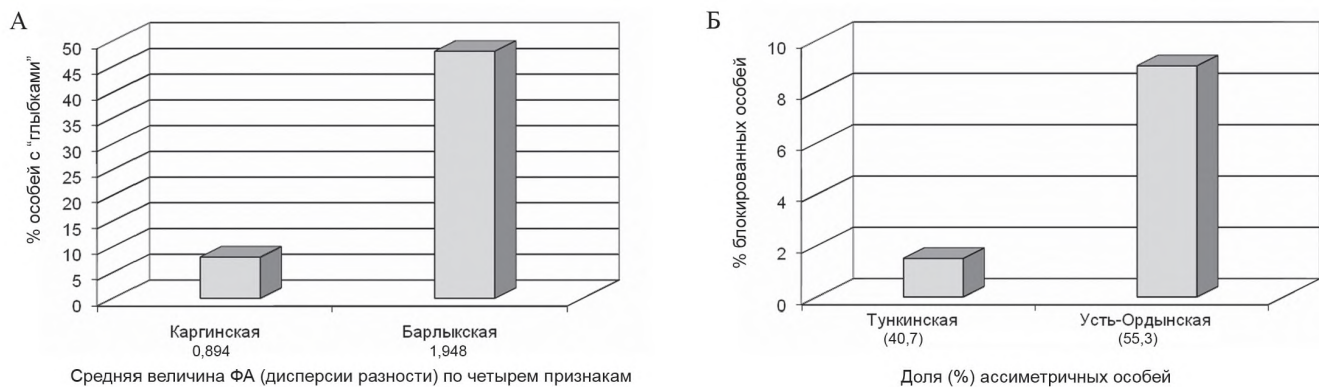 А
% особей с “глыбками”
50
45
40
35
30
25
20
15
10
5
0
Каргинская
0,894
Барлыкская
1,948
Средняя величина ФА (дисперсии разности) по четырем признакам
Б
% блокированных особей
10
8
6
4
2
0
Тункинская
(40,7)
Усть-Ордынская
(55,3)
Доля (%) ассиметричных особей